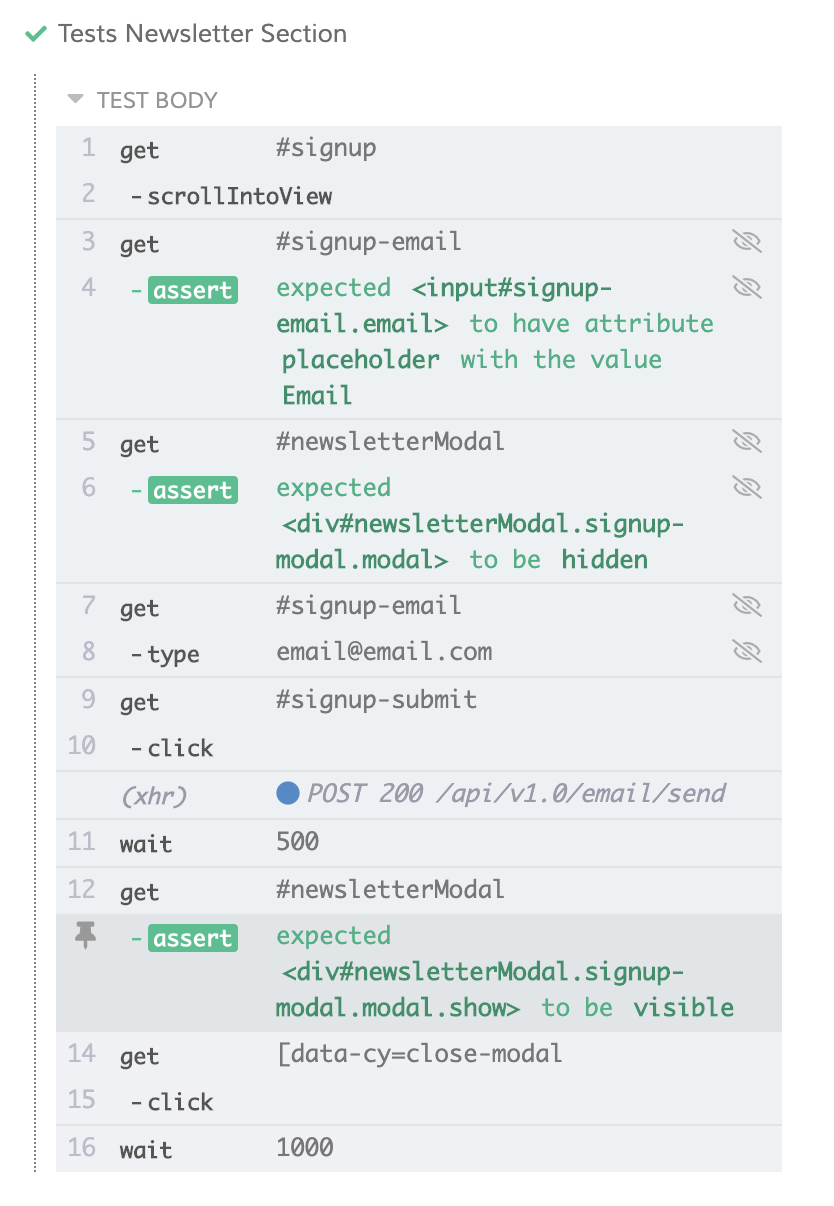 Tests Newsletter Section
TEST BODY
1 get #signup
2 -scrollIntoView
3 get #signup-email
4 -assert expected <input#signup-
email.email> to have attribute
placeholder with the value
Email
5 get #newsletterModal
6 -assert expected
<div#newsletterModal.signup-
modal.modal> to be hidden
7 get #signup-email
8 -type email@email.com
9 get #signup-submit
10 -click
(xhr) POST 200 /api/v1.0/email/send
11 wait 500
12 get #newsletterModal
-assert expected
<div#newsletterModal.signup-
modal.modal.show> to be visible
14 get [data-cy=close-modal
15 -click
16 wait 1000